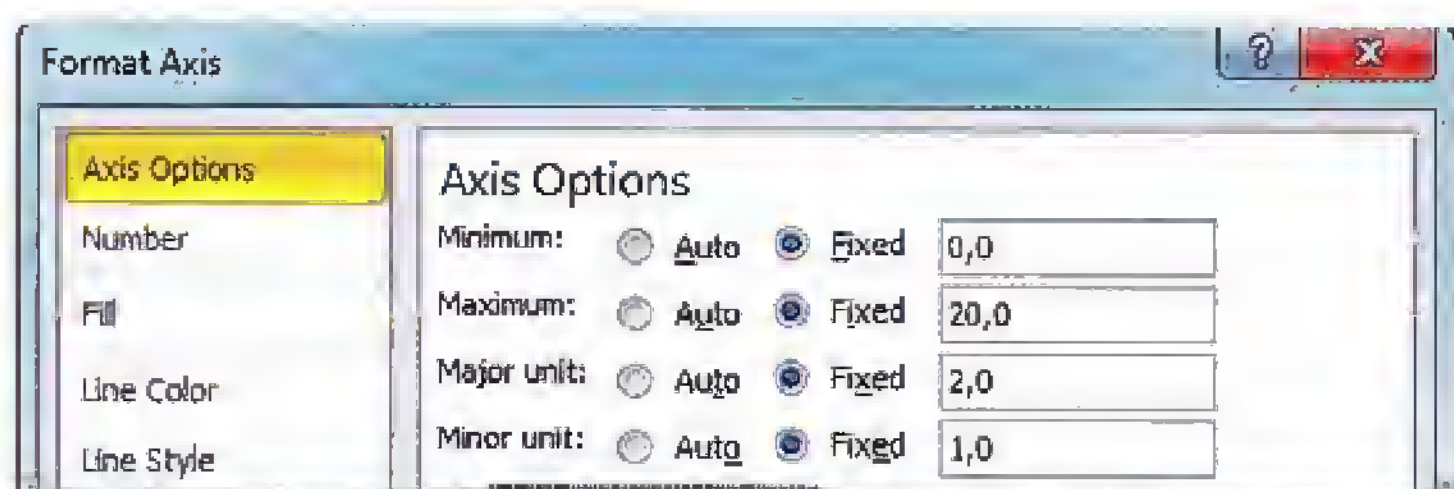 Format Axis
?
Axis Options
Number
Fill
Line Color
Line Style
Axis Options
Minimum: Auto Fixed 0,0
Maximum: Auto Fixed 20,0
Major unit: Auto Fixed 2,0
Minor unit: Auto Fixed 1,0